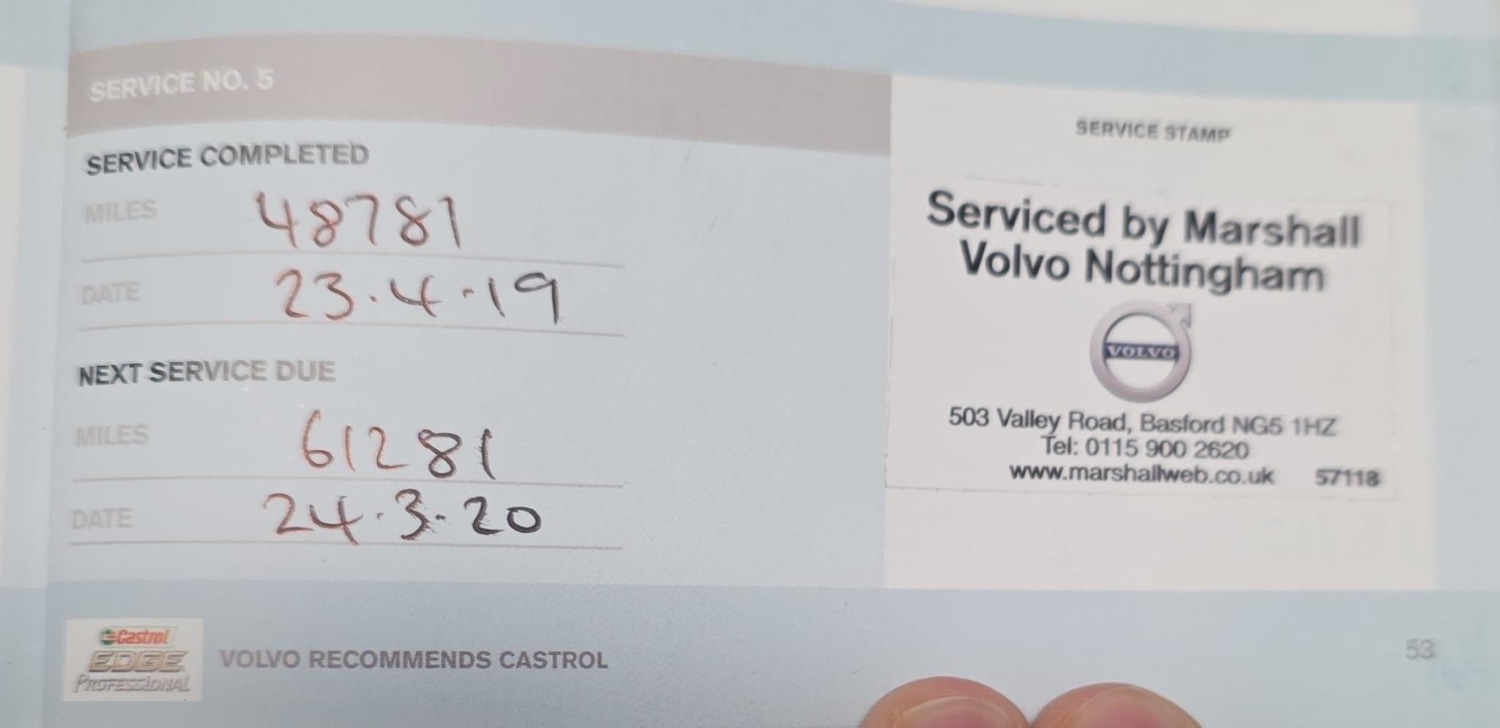 SERVICE NO. 5
SERVICE COMPLETED
MILES 48781
DATE 23.4.19
NEXT SERVICE DUE
MILES 61281
DATE 24.3.20
SERVICE STAMP
Serviced by Marshall
Volvo Nottingham
VOLVO
503 Valley Road, Basford NG5 1HZ
Tel: 0115 900 2620
www.marshallweb.co.uk 57118
Castrol
EDGE
PROFESSIONAL
VOLVO RECOMMENDS CASTROL
53